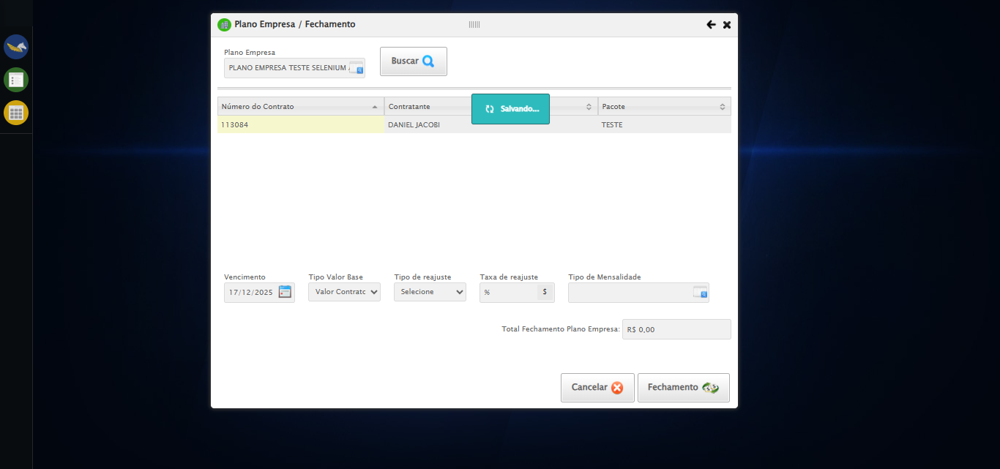 Plano Empresa / Fechamento
Plano Empresa
PLANO EMPRESA TESTE SELENIUM
Buscar
Número do Contrato Contratante Pacote
Salvando...
113084 DANIEL JACOBI TESTE
Vencimento Tipo Valor Base Tipo de reajuste Taxa de reajuste Tipo de Mensalidade
17/12/2025 Valor Contrato Selecione % $
Total Fechamento Plano Empresa: R$ 0,00
Cancelar Fechamento